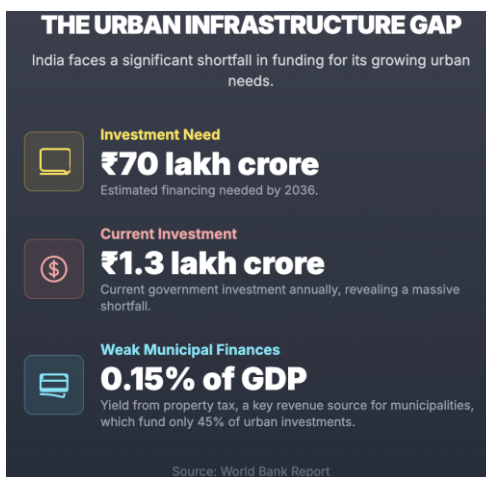 THE URBAN INFRASTRUCTURE GAP
India faces a significant shortfall in funding for its growing urban
needs.
Investment Need
₹70 lakh crore
Estimated financing needed by 2036.
Current Investment
₹1.3 lakh crore
Current government investment annually, revealing a massive
shortfall.
Weak Municipal Finances
0.15% of GDP
Yield from property tax, a key revenue source for municipalities,
which fund only 45% of urban investments.
Source: World Bank Report